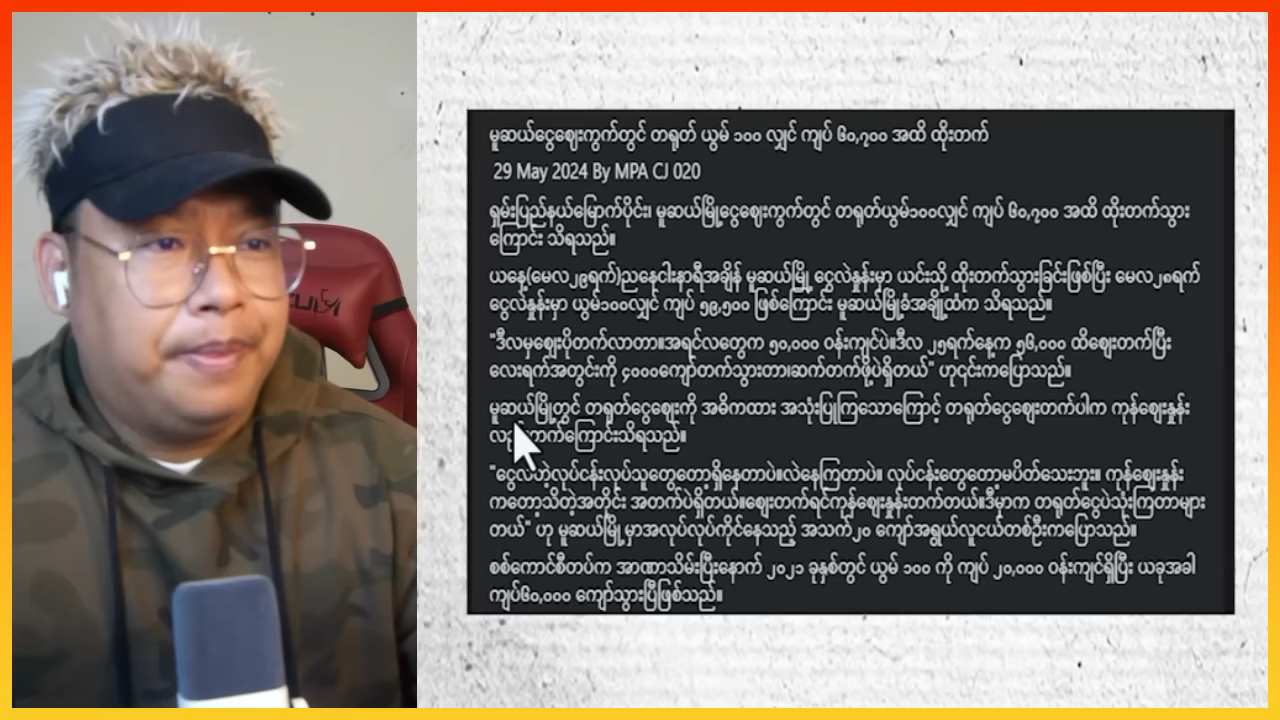 မူဆယ်ငွေဈေးကွက်တွင် တရုတ် ယွမ် ၁၀၀ လျှင် ကျပ် ၆၀,၇၀၀ အထိ ထိုးတက်
29 May 2024 By MPA CJ 020
ရှမ်းပြည်နယ်မြောက်ပိုင်း၊ မူဆယ်မြို့ငွေဈေးကွက်တွင် တရုတ်ယွမ်၁၀၀လျှင် ကျပ် ၆၀,၇၀၀ အထိ ထိုးတက်သွား
ကြောင်း သိရသည်။
ယနေ့(မေလ၂၉ရက်)ညနေငါးနာရီအချိန် မူဆယ်မြို့ ငွေလဲနှုန်းမှာ ယင်းသို့ ထိုးတက်သွားခြင်းဖြစ်ပြီး မေလ၂၈ရက်
ငွေလဲနှုန်းမှာ ယွမ်၁၀၀လျှင် ကျပ် ၅၉,၅၀၀ ဖြစ်ကြောင်း မူဆယ်မြို့ခံအချို့ထံက သိရသည်။
"ဒီလမှဈေးပိုတက်လာတာ။အရင်လတွေက ၅၀,၀၀၀ ဝန်းကျင်ပဲ။ဒီလ ၂၅ရက်နေ့က ၅၆,၀၀၀ ထိဈေးတက်ပြီး
လေးရက်အတွင်းကို ၄၀၀၀ကျော်တက်သွားတာ၊ဆက်တက်ဖို့ပဲရှိတယ်" ဟု၎င်းကပြောသည်။
မူဆယ်မြို့တွင် တရုတ်ငွေဈေးကို အဓိကထား အသုံးပြုကြသောကြောင့် တရုတ်ငွေဈေးတက်ပါက ကုန်ဈေးနှုန်း
လည်းတက်ကြောင်းသိရသည်။
"ငွေလဲတဲ့လုပ်ငန်းလုပ်သူတွေတော့ရှိနေတာပဲ။လဲနေကြတာပဲ။ လုပ်ငန်းတွေတော့မပိတ်သေးဘူး။ ကုန်ဈေးနှုန်း
ကတော့သိတဲ့အတိုင်း အတက်ပဲရှိတယ်။ဈေးတက်ရင်ကုန်ဈေးနှုန်းတက်တယ်။ဒီမှာက တရုတ်ငွေပဲသုံးကြတာများ
တယ်" ဟု မူဆယ်မြို့မှာအလုပ်လုပ်ကိုင်နေသည့် အသက်၂၀ ကျော်အရွယ်လူငယ်တစ်ဦးကပြောသည်။
စစ်ကောင်စီတပ်က အာဏာသိမ်းပြီးနောက် ၂၀၂၁ ခုနှစ်တွင် ယွမ် ၁၀၀ ကို ကျပ် ၂၀,၀၀၀ ဝန်းကျင်ရှိပြီး ယခုအခါ
ကျပ်၆၀,၀၀၀ ကျော်သွားပြီဖြစ်သည်။